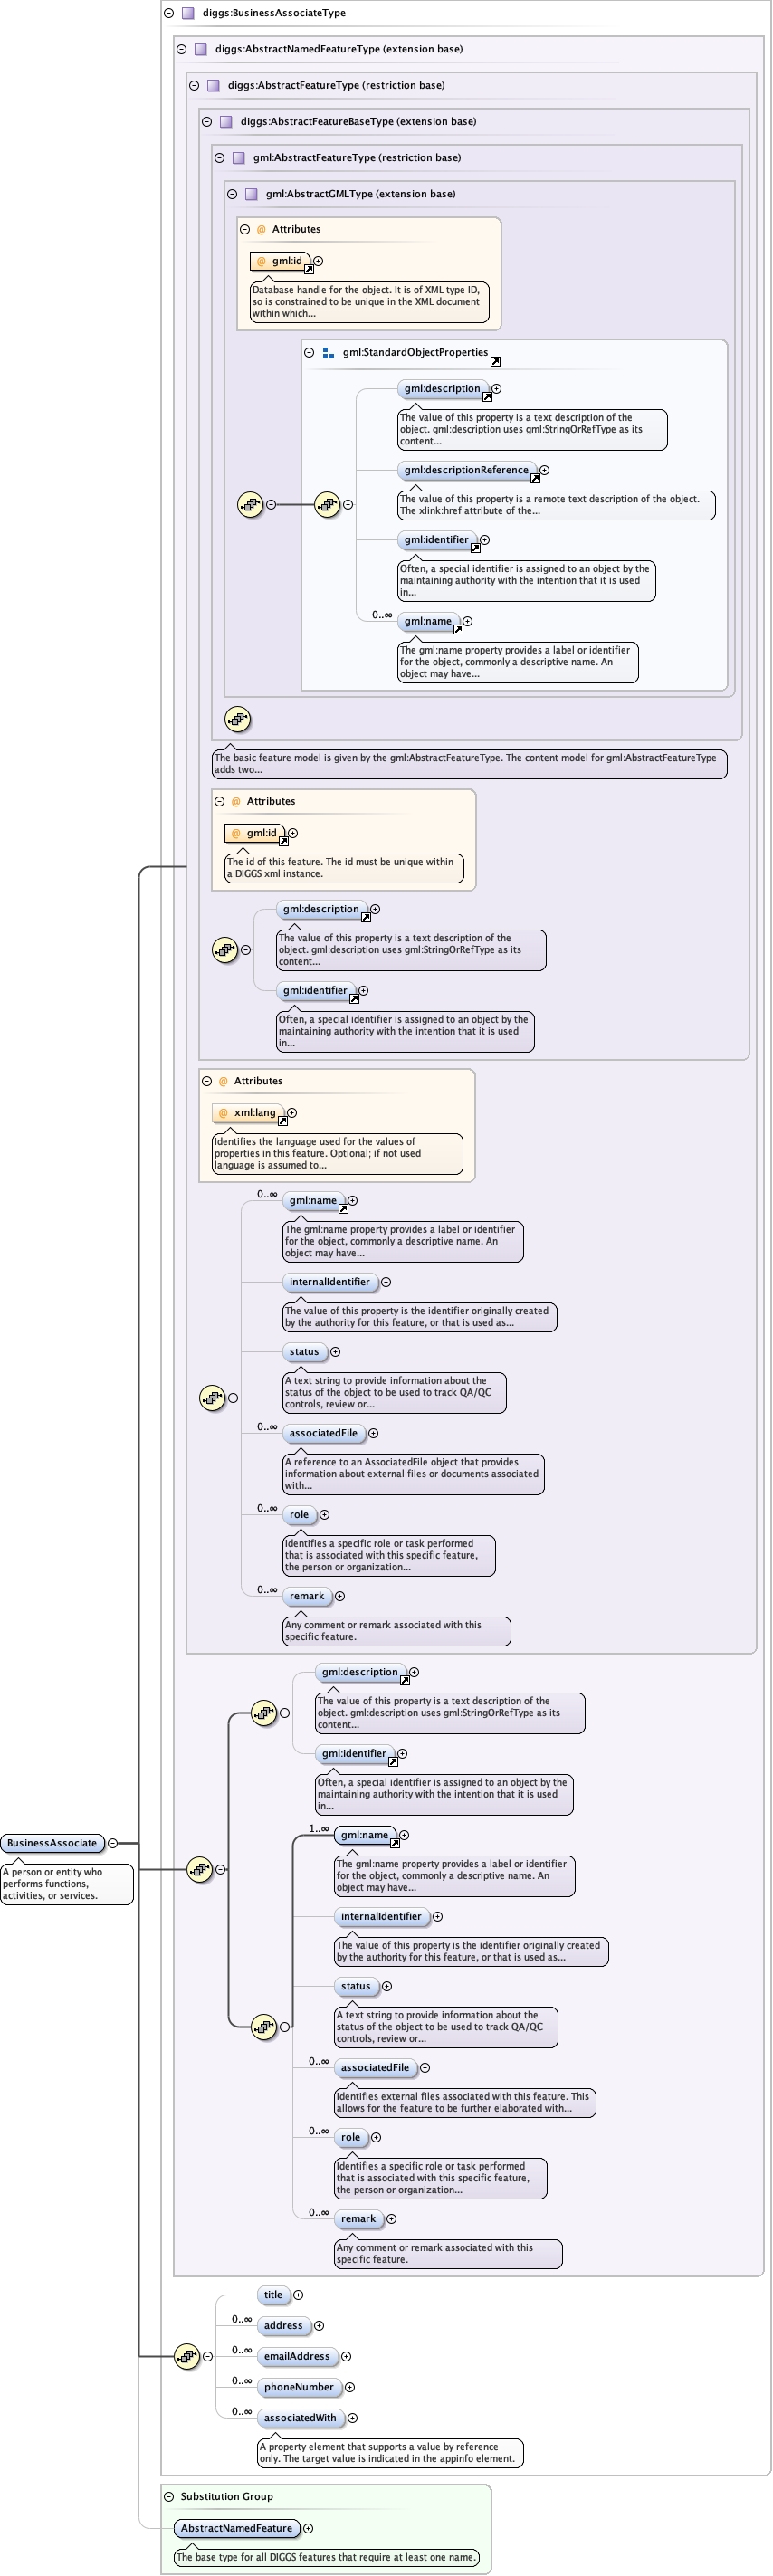 diggs:BusinessAssociateType
diggs:AbstractNamedFeatureType (extension base)
diggs:AbstractFeatureType (restriction base)
diggs:AbstractFeatureBaseType (extension base)
gml:AbstractFeatureType (restriction base)
gml:AbstractGMLType (extension base)
@ Attributes
@ gml:id
Database handle for the object. It is of XML type ID,
so is constrained to be unique in the XML document
within which...
gml:StandardObjectProperties
gml:description
The value of this property is a text description of the
object. gml:description uses gml:StringOrRefType as its
content...
gml:descriptionReference
The value of this property is a remote text description of the object.
The xlink:href attribute of the...
gml:identifier
Often, a special identifier is assigned to an object by the
maintaining authority with the intention that it is used
in...
0..∞
gml:name
The gml:name property provides a label or identifier
for the object, commonly a descriptive name. An
object may have...
The basic feature model is given by the gml:AbstractFeatureType. The content model for gml:AbstractFeatureType
adds two...
@ Attributes
@ gml:id
The id of this feature. The id must be unique within
a DIGGS xml instance.
gml:description
The value of this property is a text description of the
object. gml:description uses gml:StringOrRefType as its
content...
gml:identifier
Often, a special identifier is assigned to an object by the
maintaining authority with the intention that it is used
in...
@ Attributes
@ xml:lang
Identifies the language used for the values of
properties in this feature. Optional; if not used
language is assumed to...
0..∞
gml:name
The gml:name property provides a label or identifier
for the object, commonly a descriptive name. An
object may have...
internalIdentifier
The value of this property is the identifier originally created
by the authority for this feature, or that is used as...
status
A text string to provide information about the
status of the object to be used to track QA/QC
controls, review or...
0..∞
associatedFile
A reference to an AssociatedFile object that provides
information about external files or documents associated
with...
0..∞
role
Identifies a specific role or task performed
that is associated with this specific feature,
the person or organization...
0..∞
remark
Any comment or remark associated with this
specific feature.
gml:description
The value of this property is a text description of the
object. gml:description uses gml:StringOrRefType as its
content...
gml:identifier
Often, a special identifier is assigned to an object by the
maintaining authority with the intention that it is used
in...
BusinessAssociate
A person or entity who
performs functions,
activities, or services.
1..∞
gml:name
The gml:name property provides a label or identifier
for the object, commonly a descriptive name. An
object may have...
internalIdentifier
The value of this property is the identifier originally created
by the authority for this feature, or that is used as...
status
A text string to provide information about the
status of the object to be used to track QA/QC
controls, review or...
0..∞
associatedFile
Identifies external files associated with this feature. This
allows for the feature to be further elaborated with...
0..∞
role
Identifies a specific role or task performed
that is associated with this specific feature,
the person or organization...
0..∞
remark
Any comment or remark associated with this
specific feature.
title
0..∞
address
0..∞
emailAddress
0..∞
phoneNumber
0..∞
associatedWith
A property element that supports a value by reference
only. The target value is indicated in the appinfo element.
Substitution Group
AbstractNamedFeature
The base type for all DIGGS features that require at least one name.